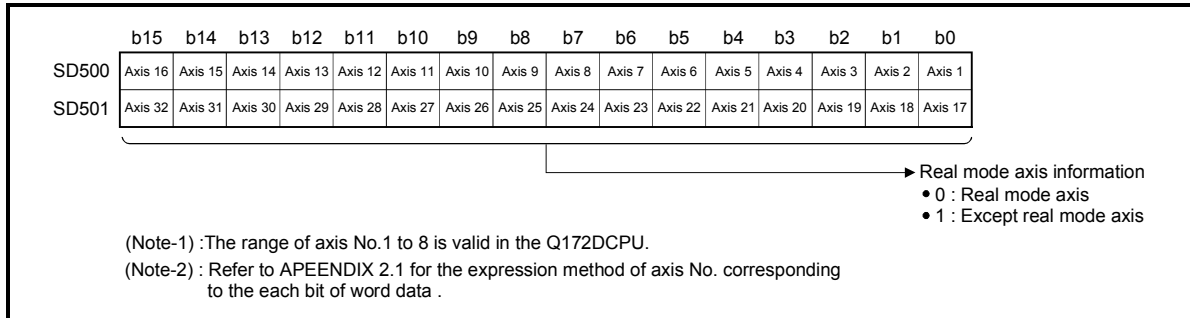 b15 b14 b13 b12 b11 b10 b9 b8 b7 b6 b5 b4 b3 b2 b1 b0
SD500 Axis 16 Axis 15 Axis 14 Axis 13 Axis 12 Axis 11 Axis 10 Axis 9 Axis 8 Axis 7 Axis 6 Axis 5 Axis 4 Axis 3 Axis 2 Axis 1
SD501 Axis 32 Axis 31 Axis 30 Axis 29 Axis 28 Axis 27 Axis 26 Axis 25 Axis 24 Axis 23 Axis 22 Axis 21 Axis 20 Axis 19 Axis 18 Axis 17
Real mode axis information
● 0 : Real mode axis
● 1 : Except real mode axis
(Note-1) :The range of axis No.1 to 8 is valid in the Q172DCPU.
(Note-2) : Refer to APEENDIX 2.1 for the expression method of axis No. corresponding
to the each bit of word data .